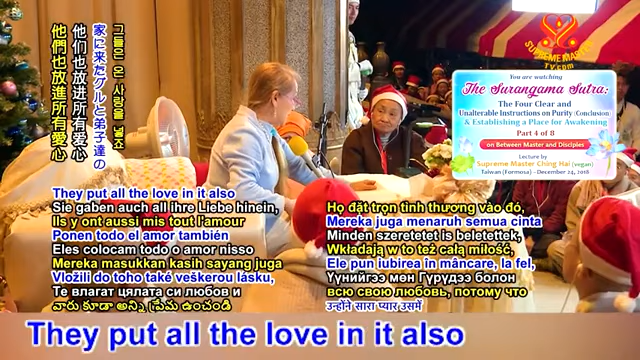 그들은 온 사랑을 넣죠
家に来たゲルと弟子達の
他们也放进所有爱心
他們也放進所有愛心
SUPREME MASTER
TV.com
You are watching
The Surangama Sutra:
The Four Clear and
Unalterable Instructions on Purity (Conclusion)
& Establishing a Place for Awakening
Part 4 of 8
on Between Master and Disciples
Lecture by
Supreme Master Ching Hai (vegan)
Taiwan (Formosa) - December 24, 2018
They put all the love in it also
Sie gaben auch all ihre Liebe hinein,
Ils y ont aussi mis tout l'amour
Ponen todo el amor también
Eles colocam todo o amor nisso
Mereka masukkan kasih sayang juga
Vložili do toho také veškerou lásku,
Те влагат цялата си любов и
వారు కూడా అన్ని ప్రేమ ఉంచండి
Họ đặt trọn tình thương vào đó,
Mereka juga menaruh semua cinta
Minden szeretetet is beletettek,
Wkładają w to też całą miłość,
Ele pun iubirea în mâncare, la fel,
Үүнийгээ мөн Гүрүдээ болон
всю свою любовь, потому что
उन्होंने सारा प्यार उसमें
They put all the love in it also